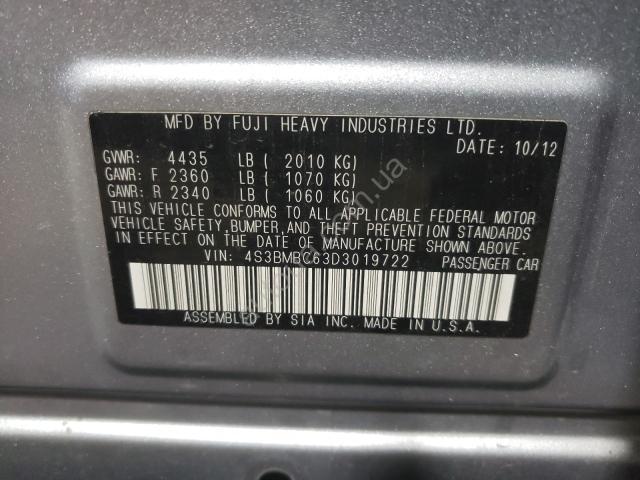 MFD BY FUJI HEAVY INDUSTRIES LTD.
DATE: 10/12
GVWR: 4435 LB ( 2010 KG)
GAWR: F 2360 LB ( 1070 KG)
GAWR: R 2340 LB ( 1060 KG)
THIS VEHICLE CONFORMS TO ALL APPLICABLE FEDERAL MOTOR
VEHICLE SAFETY,BUMPER,AND THEFT PREVENTION STANDARDS
IN EFFECT ON THE DATE OF MANUFACTURE SHOWN ABOVE.
VIN: 4S3BMBC63D3019722 PASSENGER CAR
ASSEMBLED BY SIA INC. MADE IN U.S.A.